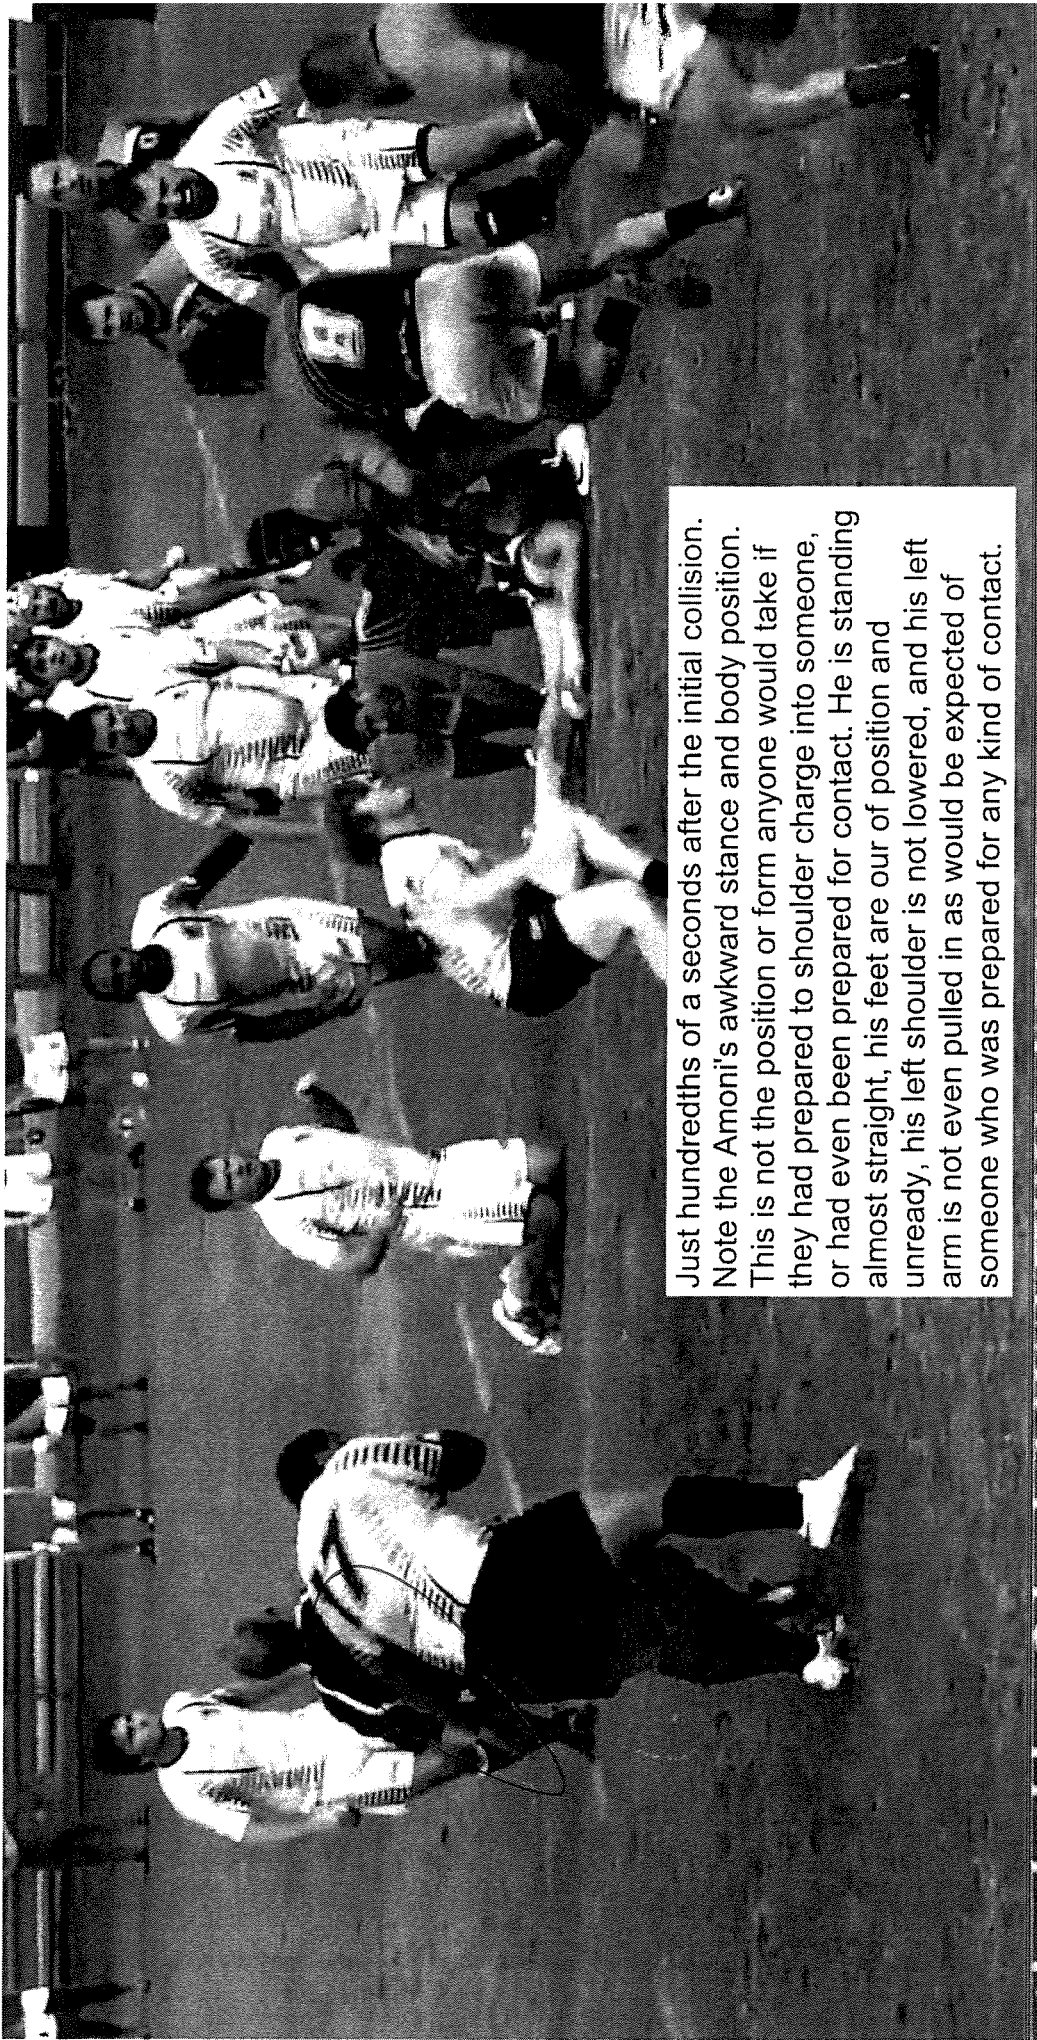 Just hundredths of a seconds after the initial collision.
Note the Amoni's awkward stance and body position.
This is not the position or form anyone would take if
they had prepared to shoulder charge into someone,
or had even been prepared for contact. He is standing
almost straight, his feet are our of position and
unready, his left shoulder is not lowered, and his left
arm is not even pulled in as would be expected of
someone who was prepared for any kind of contact.